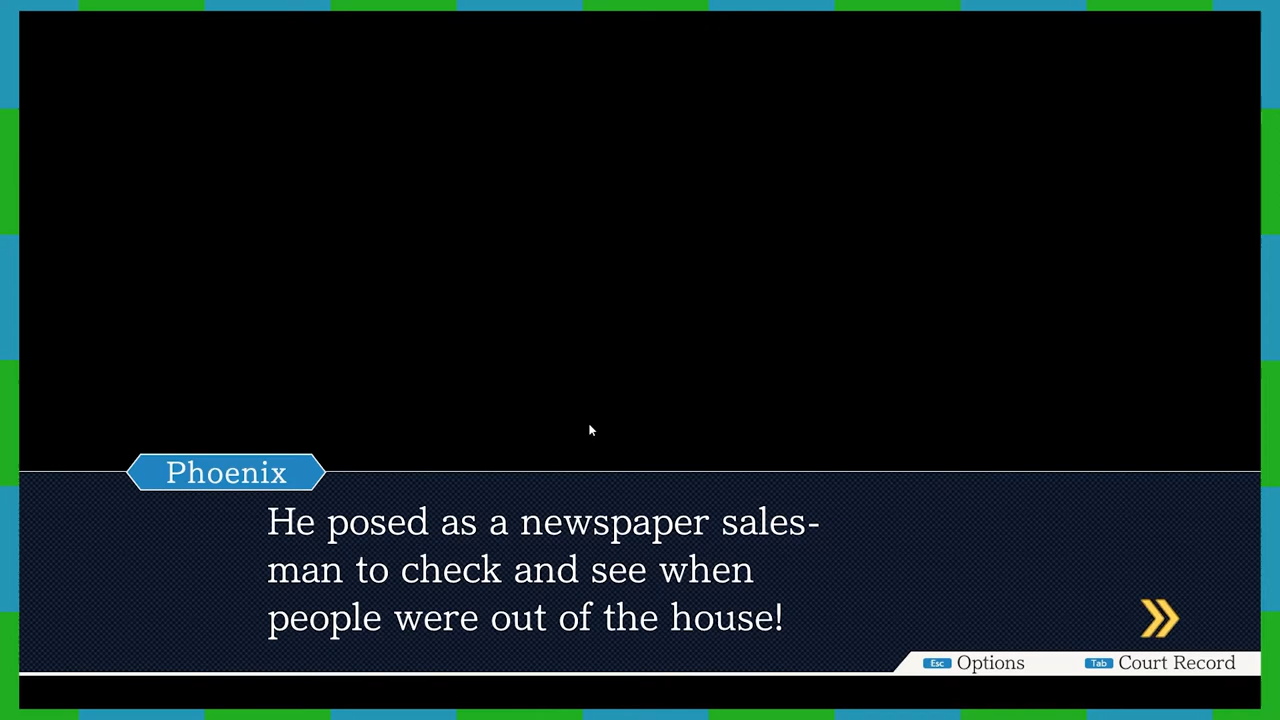 Phoenix
He posed as a newspaper sales-
man to check and see when
people were out of the house!
Esc Options Tab Court Record